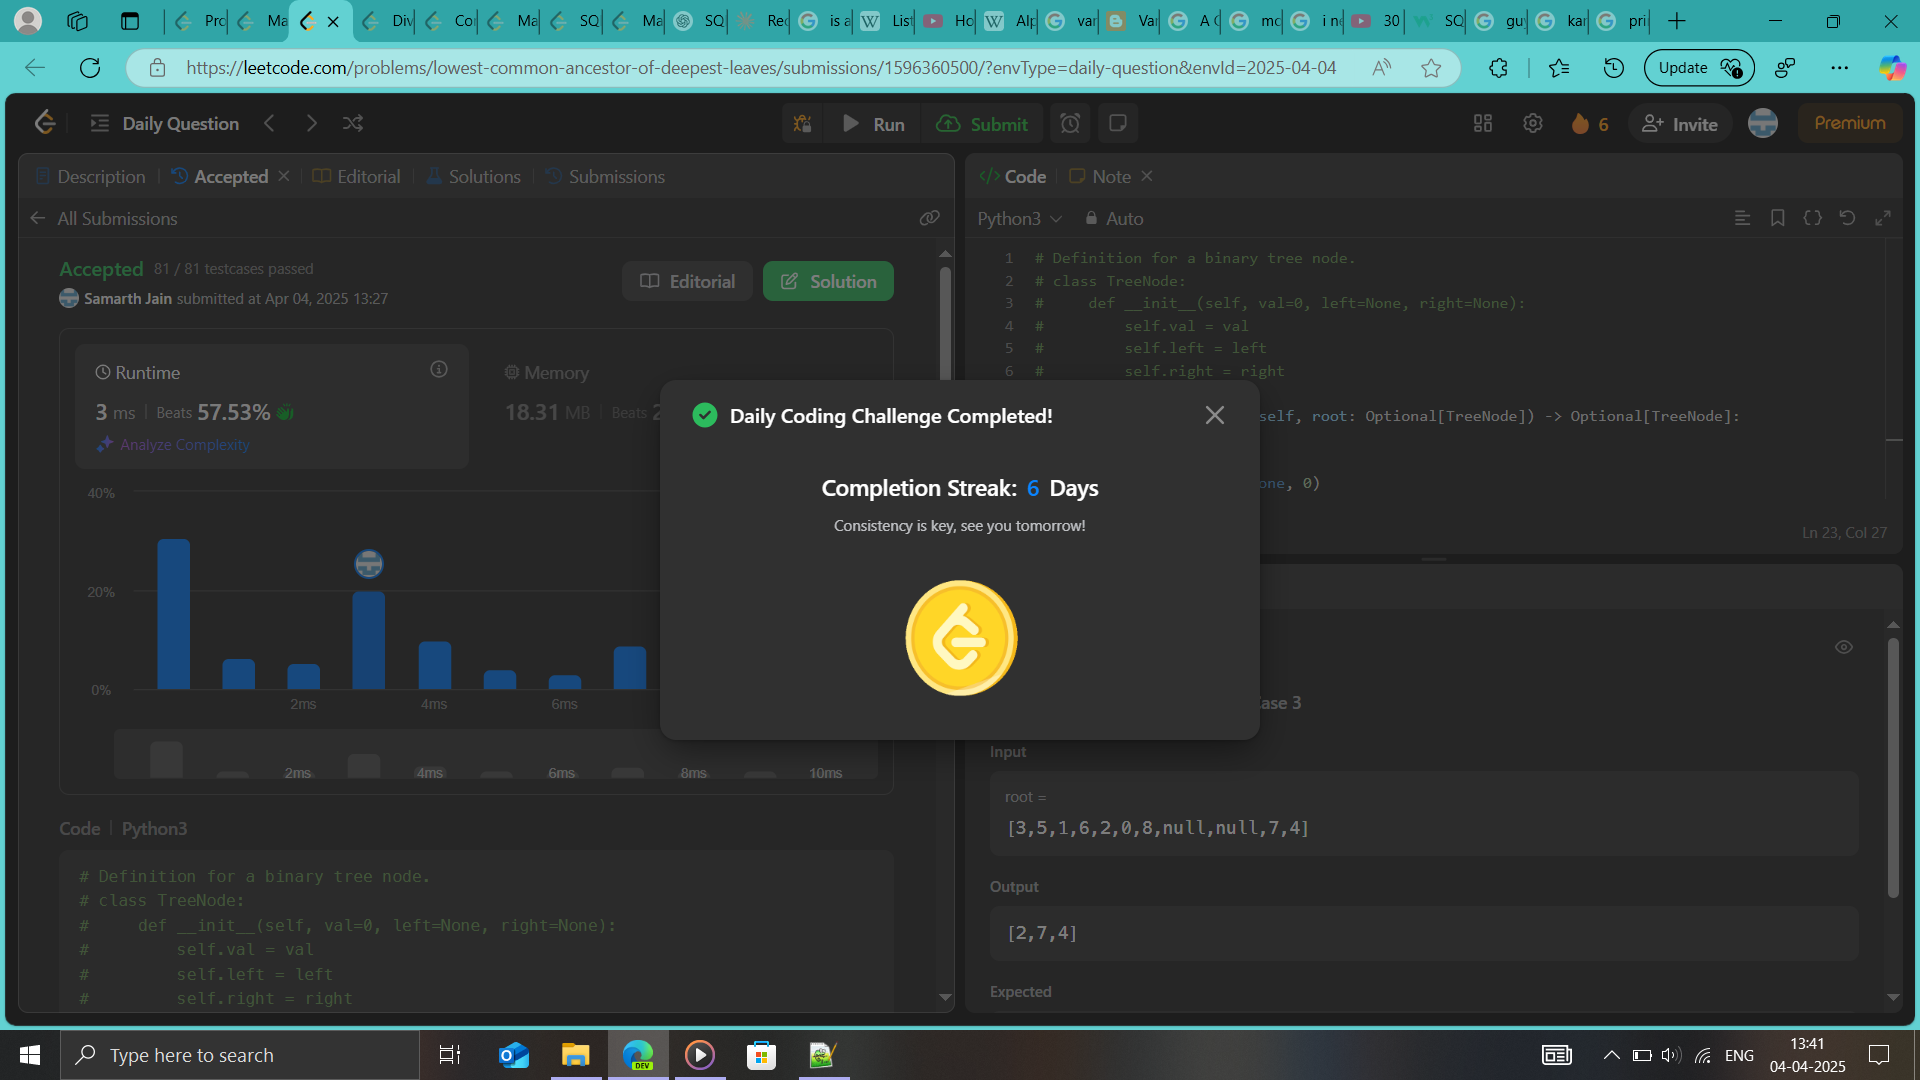 Pro
Ma
Div
Cor
Ma
SQ
Ma
SQ
Rec
is a
List
Ho
Alp
var
Var
A C
mo
i ne
30
SQ
guy
kar
pri
https://leetcode.com/problems/lowest-common-ancestor-of-deepest-leaves/submissions/1596360500/?envType=daily-question&envId=2025-04-04
Update
Daily Question
Run
Submit
6
Invite
Premium
Description
Accepted
Editorial
Solutions
Submissions
All Submissions
Accepted 81 / 81 testcases passed
Samarth Jain submitted at Apr 04, 2025 13:27
Editorial
Solution
Runtime
3 ms | Beats 57.53%
Analyze Complexity
Memory
18.31 MB | Beats 2
40%
20%
0%
2ms 4ms 6ms
2ms 4ms 6ms 8ms 10ms
Code | Python3
# Definition for a binary tree node.
# class TreeNode:
#     def __init__(self, val=0, left=None, right=None):
#         self.val = val
#         self.left = left
#         self.right = right
Daily Coding Challenge Completed!
Completion Streak: 6 Days
Consistency is key, see you tomorrow!
</> Code
Note
Python3
Auto
1 # Definition for a binary tree node.
2 # class TreeNode:
3 #     def __init__(self, val=0, left=None, right=None):
4 #         self.val = val
5 #         self.left = left
6 #         self.right = right
self, root: Optional[TreeNode]) -> Optional[TreeNode]:
one, 0)
Ln 23, Col 27
ase 3
Input
root =
[3,5,1,6,2,0,8,null,null,7,4]
Output
[2,7,4]
Expected
Type here to search
DEV
ENG
13:41
04-04-2025